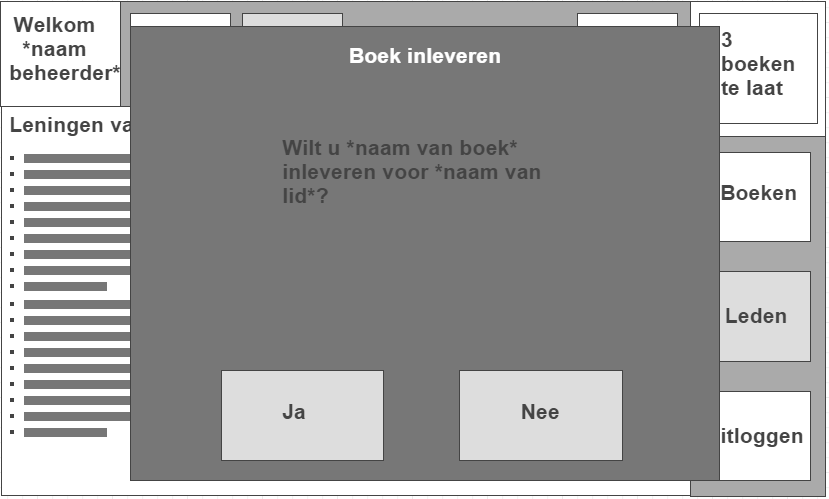 Welkom
*naam
beheerder*
3
boeken
te laat
Boek inleveren
Leningen va
Wilt u *naam van boek*
inleveren voor *naam van
lid*?
Ja
Nee
Boeken
Leden
itloggen